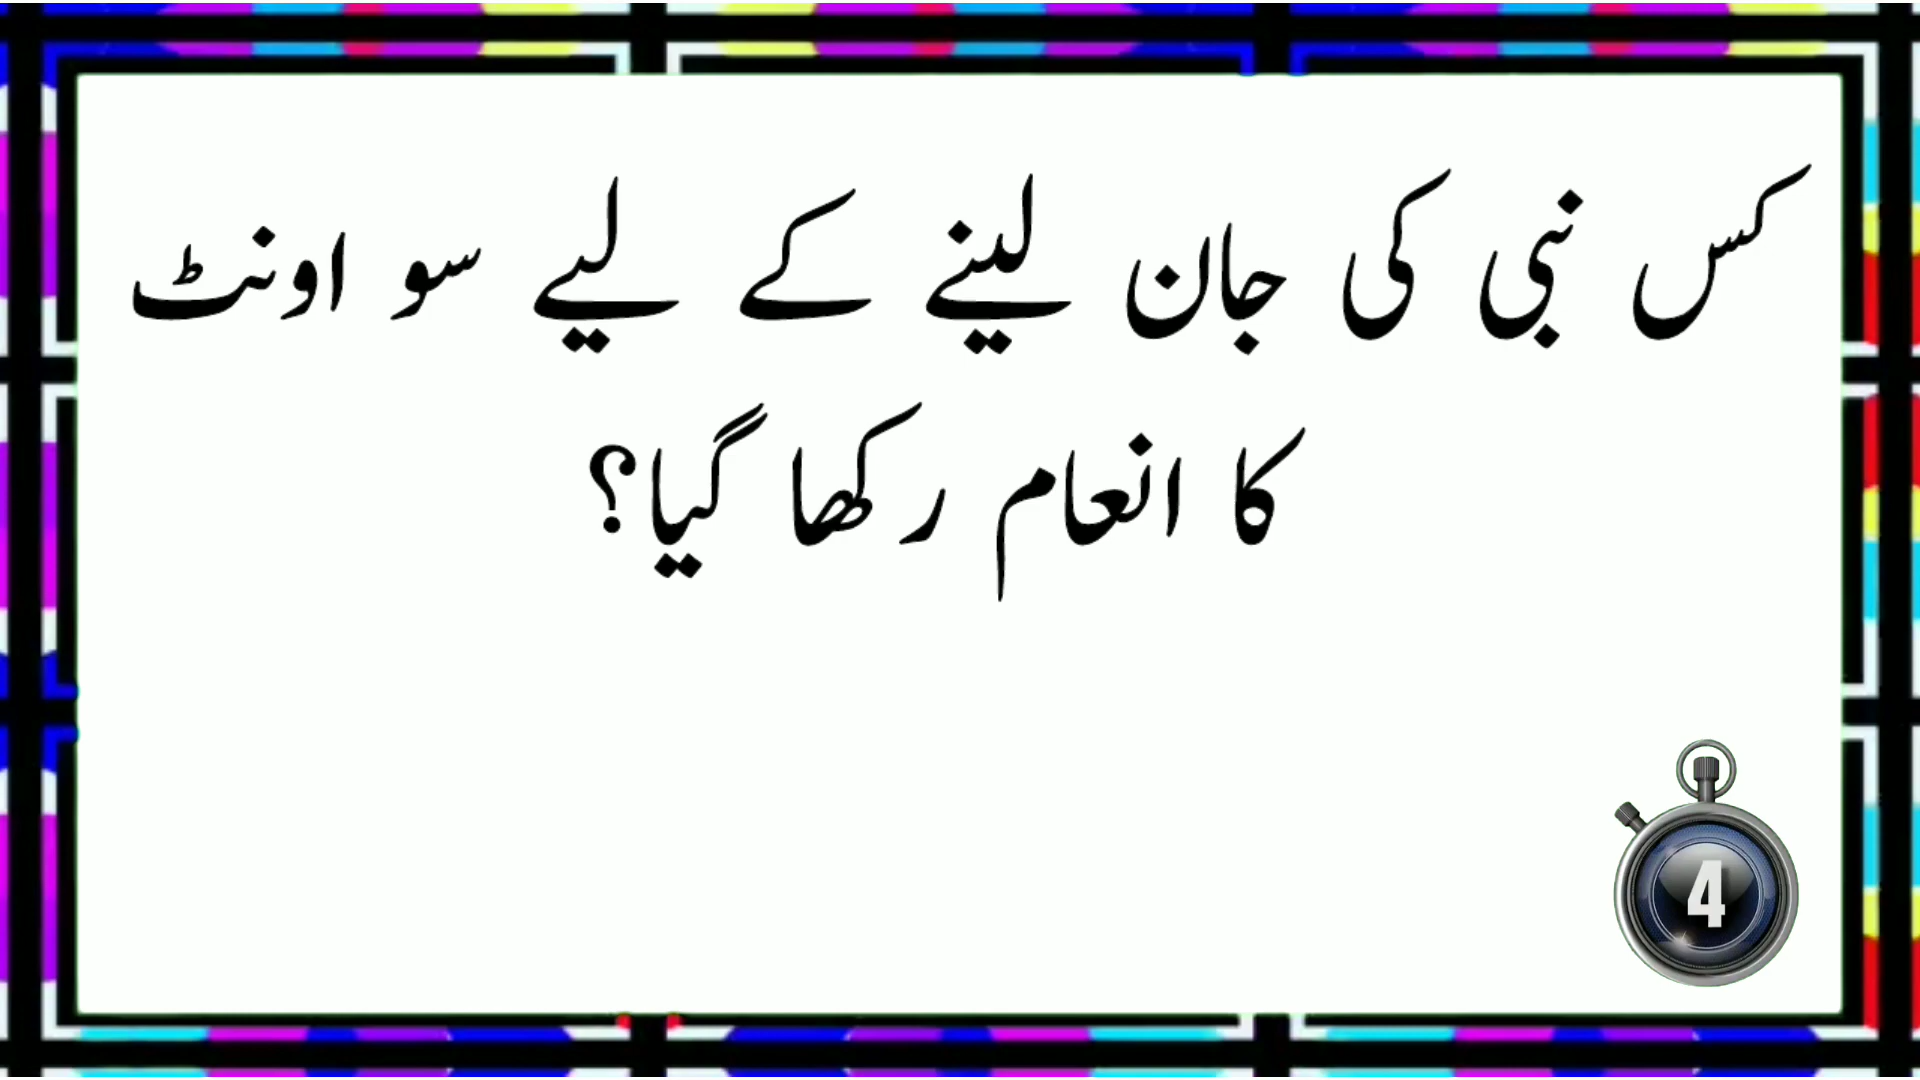 کس نبی کی جان لینے کے لیے سو اونٹ
کا انعام رکھا گیا؟
4